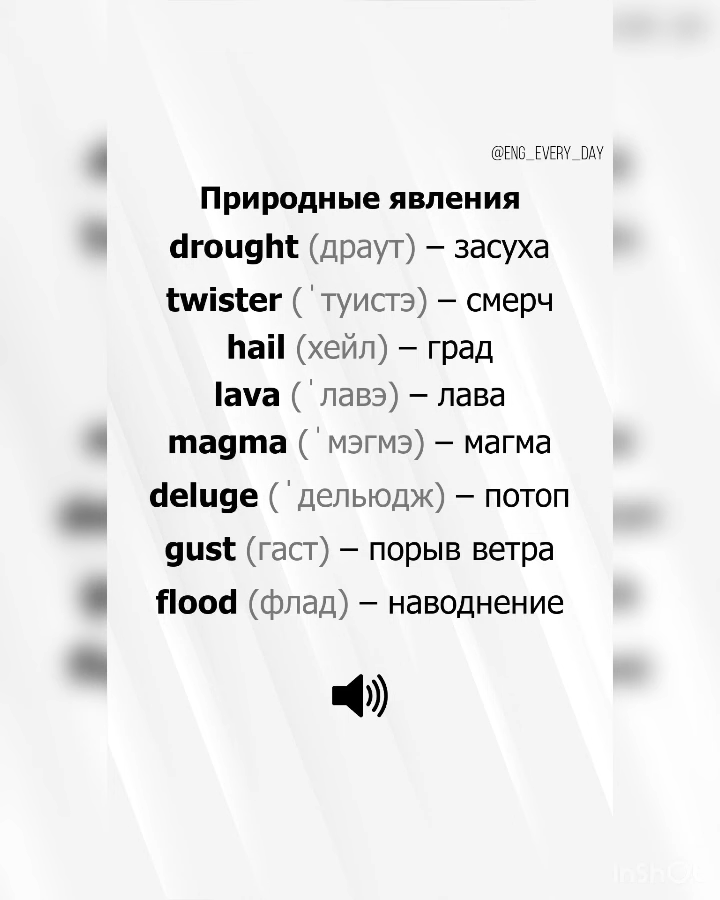 @ENG_EVERY_DAY
Природные явления
drought (драут) – засуха
twister (ˈтуистэ) – смерч
hail (хейл) – град
lava (ˈлавэ) – лава
magma (ˈмэгмэ) – магма
deluge (ˈдельюдж) – потоп
gust (гаст) – порыв ветра
flood (флад) – наводнение
InShOt